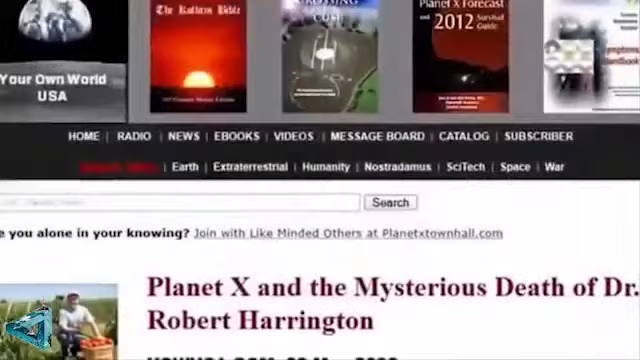 The Kolbrin Bible
CROSSING
Planet X Forecast
and 2012 Survival
Guide
Your Own World
USA
HOME | RADIO | NEWS | EBOOKS | VIDEOS | MESSAGE BOARD | CATALOG | SUBSCRIBER
Earth | Extraterrestrial | Humanity | Nostradamus | SciTech | Space | War
Search
e you alone in your knowing? Join with Like Minded Others at Planetxtownhall.com
Planet X and the Mysterious Death of Dr.
Robert Harrington